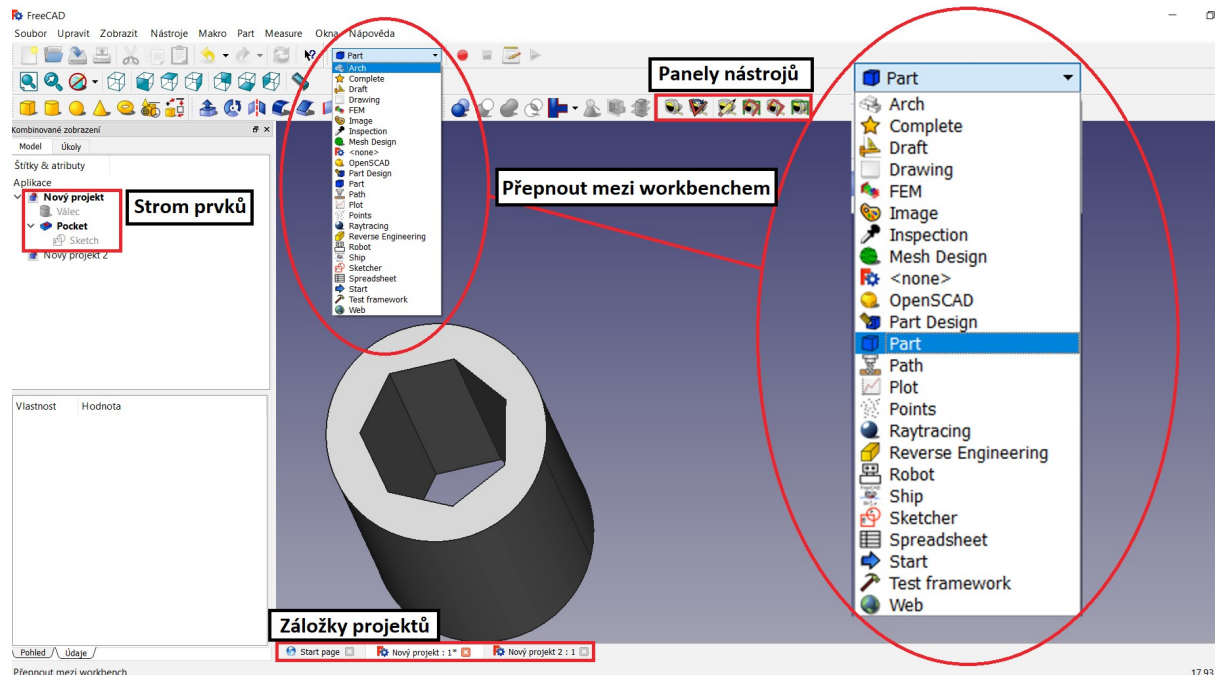 FreeCAD
Soubor Upravit Zobrazit Nástroje Makro Part Measure Okna Nápověda
Part
Arch
Complete
Draft
Drawing
FEM
Image
Inspection
Mesh Design
<none>
OpenSCAD
Part Design
Part
Path
Plot
Points
Raytracing
Reverse Engineering
Robot
Ship
Sketcher
Spreadsheet
Start
Test framework
Web
Panely nástrojů
Kombinované zobrazení
Model Úkoly
Štítky & atributy
Aplikace
Nový projekt
Válec
Pocket
Sketch
Nový projekt 2
Strom prvků
Přepnout mezi workbenchem
Part
Arch
Complete
Draft
Drawing
FEM
Image
Inspection
Mesh Design
<none>
OpenSCAD
Part Design
Part
Path
Plot
Points
Raytracing
Reverse Engineering
Robot
Ship
Sketcher
Spreadsheet
Start
Test framework
Web
Vlastnost Hodnota
Záložky projektů
Start page Nový projekt : 1* Nový projekt 2 : 1
Pohled Údaje
Přepnout mezi workbench
17,93